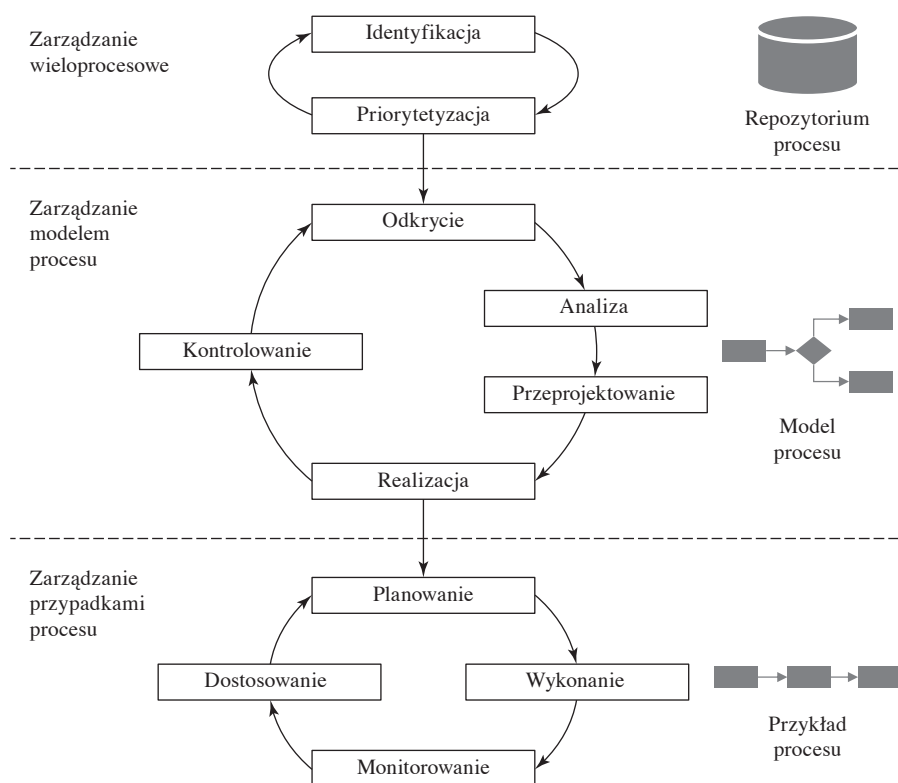 Zarządzanie
wieloprocesowe
Identyfikacja
Priorytetyzacja
Repozytorium
procesu
Zarządzanie
modelem
procesu
Odkrycie
Analiza
Kontrolowanie
Przeprojektowanie
Realizacja
Model
procesu
Zarządzanie
przypadkami
procesu
Planowanie
Dostosowanie
Wykonanie
Monitorowanie
Przykład
procesu